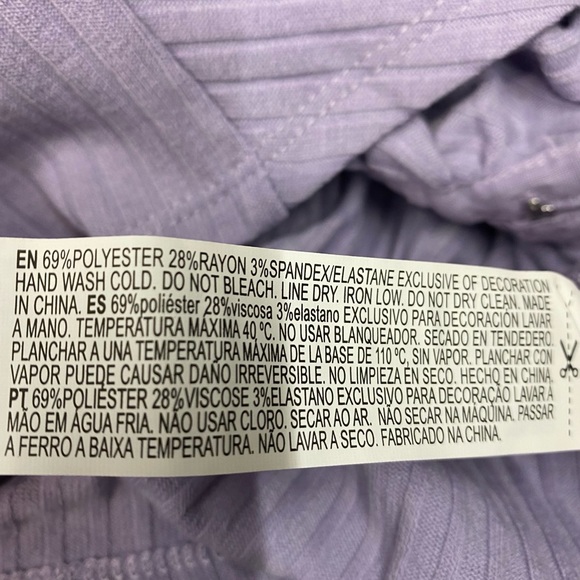 EN 69%POLYESTER 28%RAYON 3%SPANDEX/ELASTANE EXCLUSIVE OF DECORATION
HAND WASH COLD. DO NOT BLEACH. LINE DRY. IRON LOW. DO NOT DRY CLEAN. MADE
IN CHINA. ES 69%poliéster 28%viscosa 3%elastano EXCLUSIVO PARA DECORACIÓN LAVAR
A MANO. TEMPERATURA MÁXIMA 40 ºC. NO USAR BLANQUEADOR. SECADO EN TENDEDERO.
PLANCHAR A UNA TEMPERATURA MÁXIMA DE LA BASE DE 110 ºC, SIN VAPOR. PLANCHAR CON
VAPOR PUEDE CAUSAR DAÑO IRREVERSIBLE. NO LIMPIEZA EN SECO. HECHO EN CHINA.
PT 69%POLIÉSTER 28%VISCOSE 3%ELASTANO EXCLUSIVO PARA DECORAÇÃO LAVAR À
MÃO EM ÁGUA FRIA. NÃO USAR CLORO. SECAR AO AR. NÃO SECAR NA MÁQUINA. PASSAR
A FERRO A BAIXA TEMPERATURA. NÃO LAVAR A SECO. FABRICADO NA CHINA.